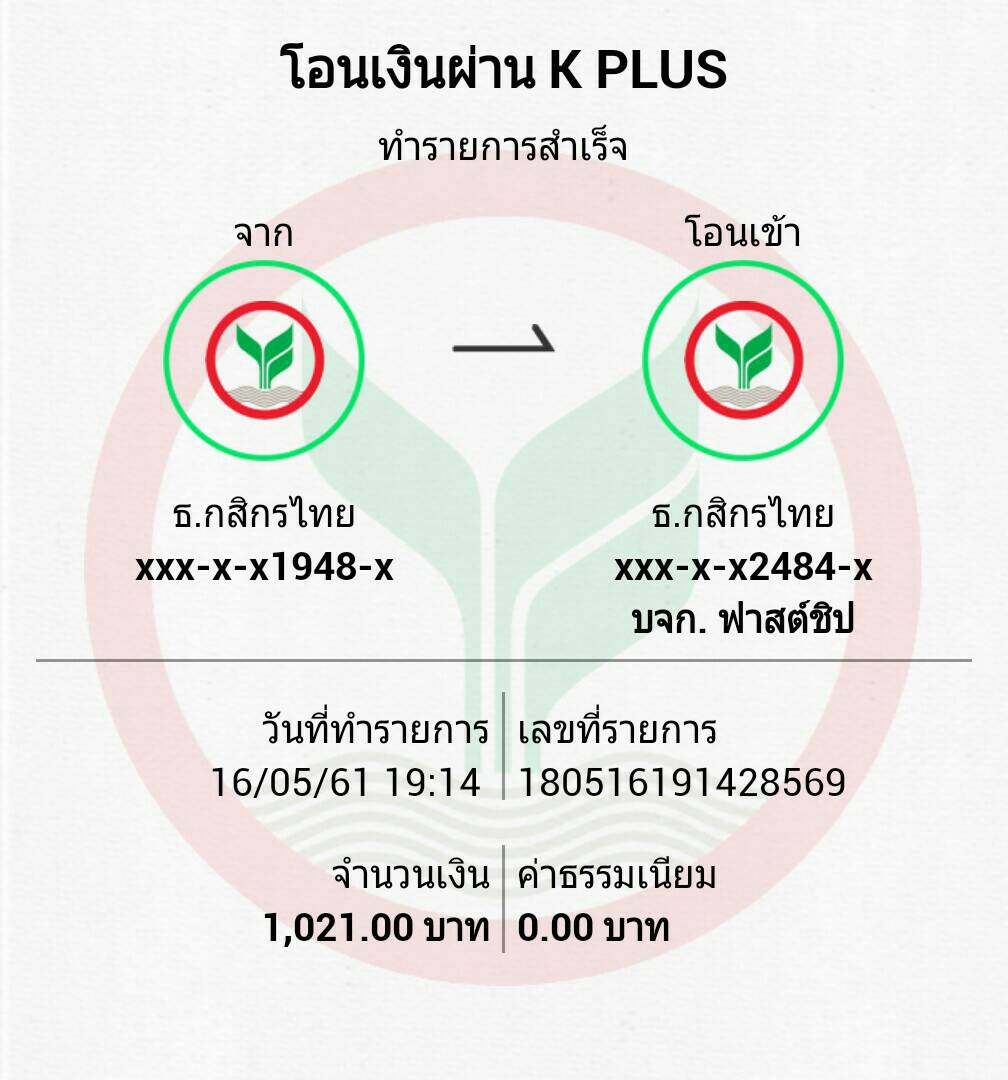 โอนเงินผ่าน K PLUS
ทำรายการสำเร็จ
จาก
โอนเข้า
ธ.กสิกรไทย
xxx-x-x1948-x
ธ.กสิกรไทย
xxx-x-x2484-x
บจก. ฟาสต์ชิป
วันที่ทำรายการ
16/05/61 19:14
เลขที่รายการ
180516191428569
จำนวนเงิน
1,021.00 บาท
ค่าธรรมเนียม
0.00 บาท